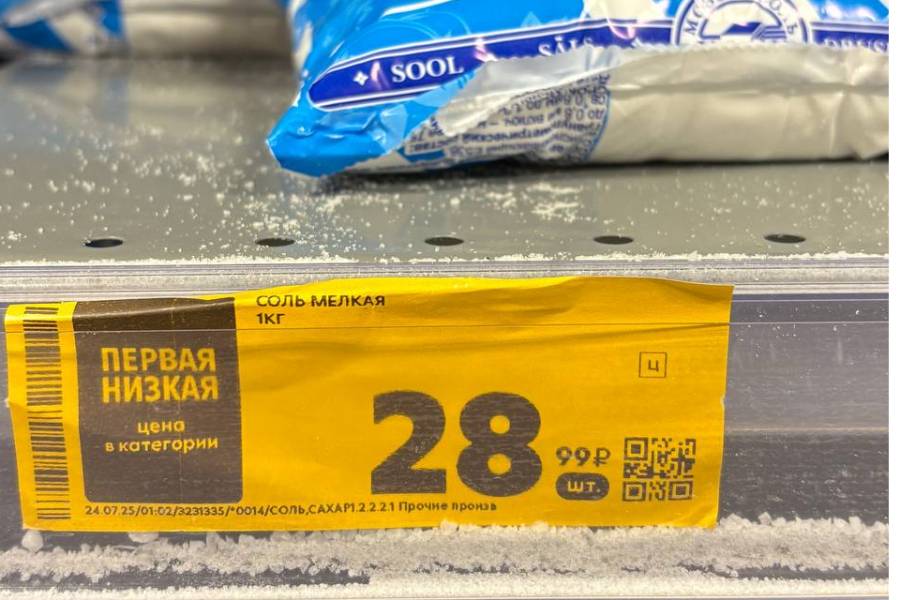 SOOL
SĀLS
СОЛЬ МЕЛКАЯ
1КГ
ПЕРВАЯ
НИЗКАЯ
цена
в категории
Ц
28
99₽
шт.
24.07.25/01:02/3231335/*0014/СОЛЬ,САХАР1.2.2.2.1 Прочие произв